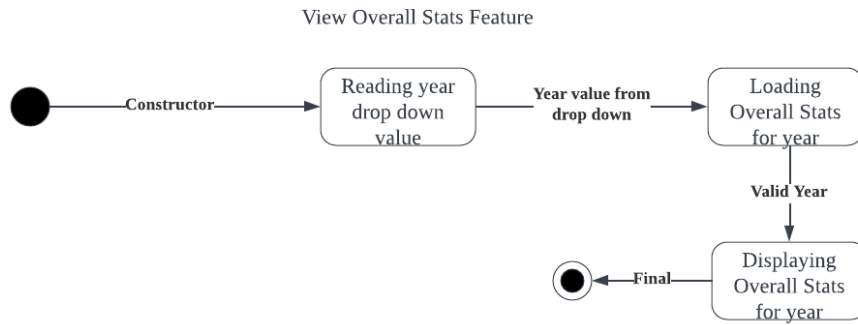 View Overall Stats Feature
Constructor
Reading year
drop down
value
Year value from
drop down
Loading
Overall Stats
for year
Valid Year
Displaying
Overall Stats
for year
Final